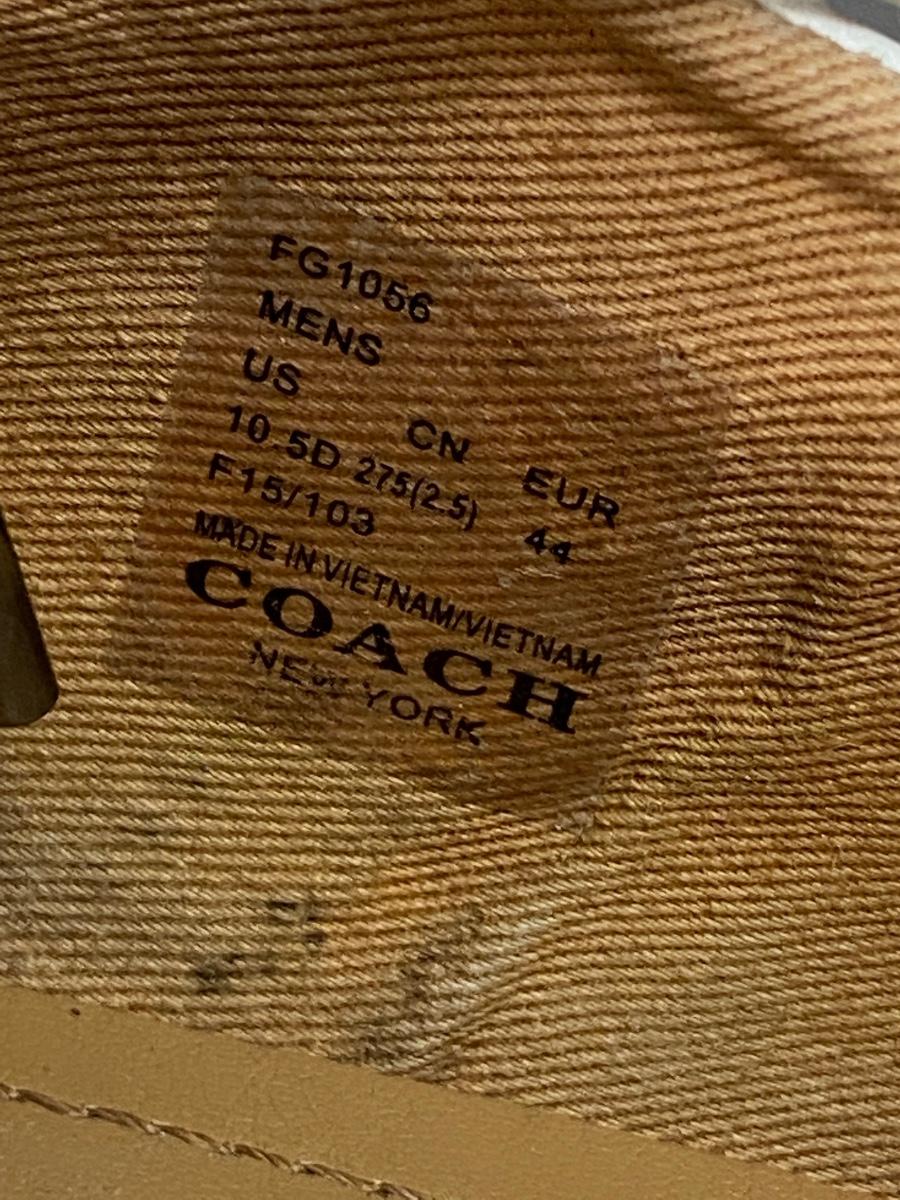 FG1056
MENS
US CN EUR
10.5D 275(2.5) 44
F15/103
MADE IN VIETNAM/VIETNAM
COACH
NEW YORK